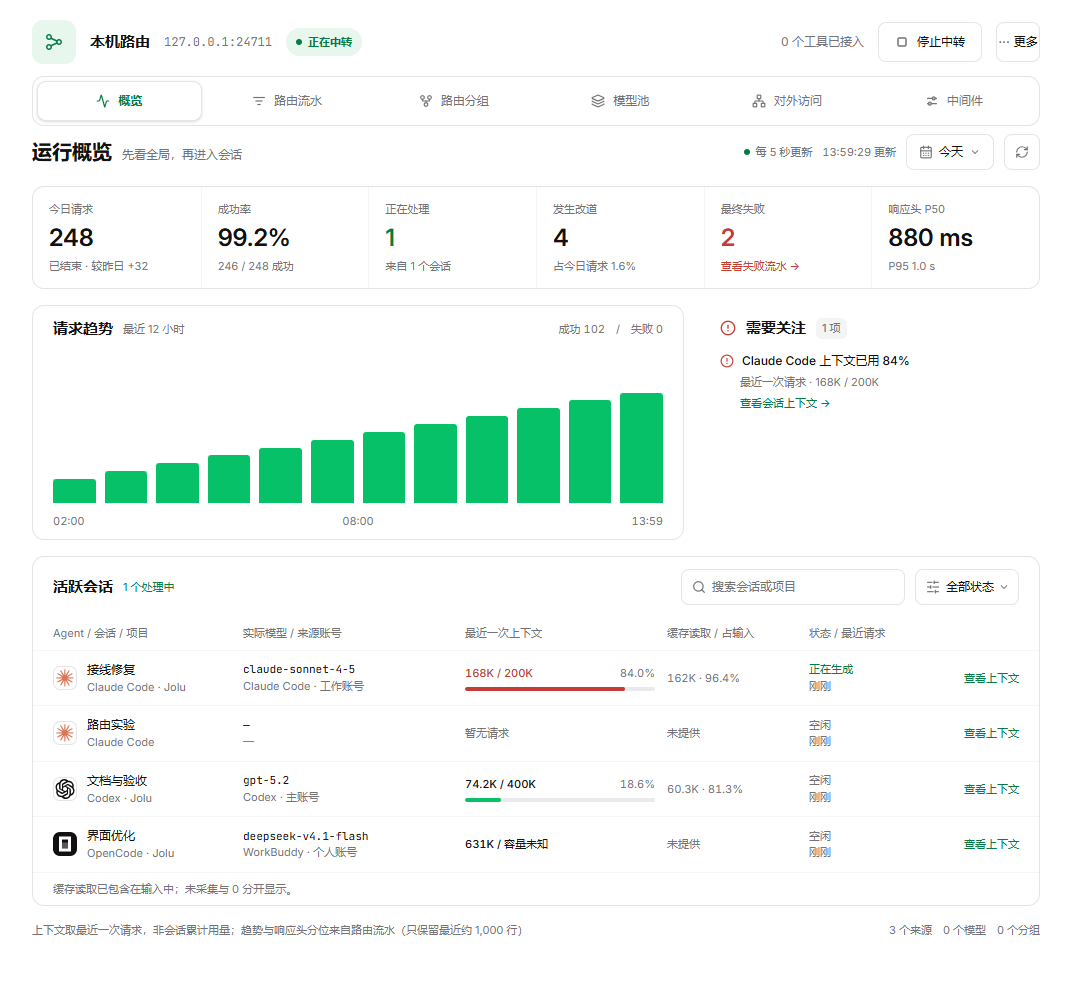 本机路由 127.0.0.1:24711 正在中转 0 个工具已接入 停止中转 ··· 更多
概览 路由流水 路由分组 模型池 对外访问 中间件
运行概览 先看全局，再进入会话 每 5 秒更新 13:59:29 更新 今天
今日请求 成功率 正在处理 发生改道 最终失败 响应头 P50
248 99.2% 1 4 2 880 ms
已结束 · 较昨日 +32 246 / 248 成功 来自 1 个会话 占今日请求 1.6% 查看失败流水 → P95 1.0 s
请求趋势 最近 12 小时 成功 102 / 失败 0
02:00 08:00 13:59
需要关注 1 项
Claude Code 上下文已用 84%
最近一次请求 · 168K / 200K
查看会话上下文 →
活跃会话 1 个处理中 搜索会话或项目 全部状态
Agent / 会话 / 项目 实际模型 / 来源账号 最近一次上下文 缓存读取 / 占输入 状态 / 最近请求
接线修复 claude-sonnet-4-5 168K / 200K 84.0% 162K · 96.4% 正在生成 查看上下文
Claude Code · Jolu Claude Code · 工作账号 刚刚
路由实验 — 暂无请求 未提供 空闲 查看上下文
Claude Code — 刚刚
文档与验收 gpt-5.2 74.2K / 400K 18.6% 60.3K · 81.3% 空闲 查看上下文
Codex · Jolu Codex · 主账号 刚刚
界面优化 deepseek-v4.1-flash 631K / 容量未知 未提供 空闲 查看上下文
OpenCode · Jolu WorkBuddy · 个人账号 刚刚
缓存读取已包含在输入中；未采集与 0 分开显示。
上下文取最近一次请求，非会话累计用量；趋势与响应头分位来自路由流水（只保留最近约 1,000 行） 3 个来源 0 个模型 0 个分组